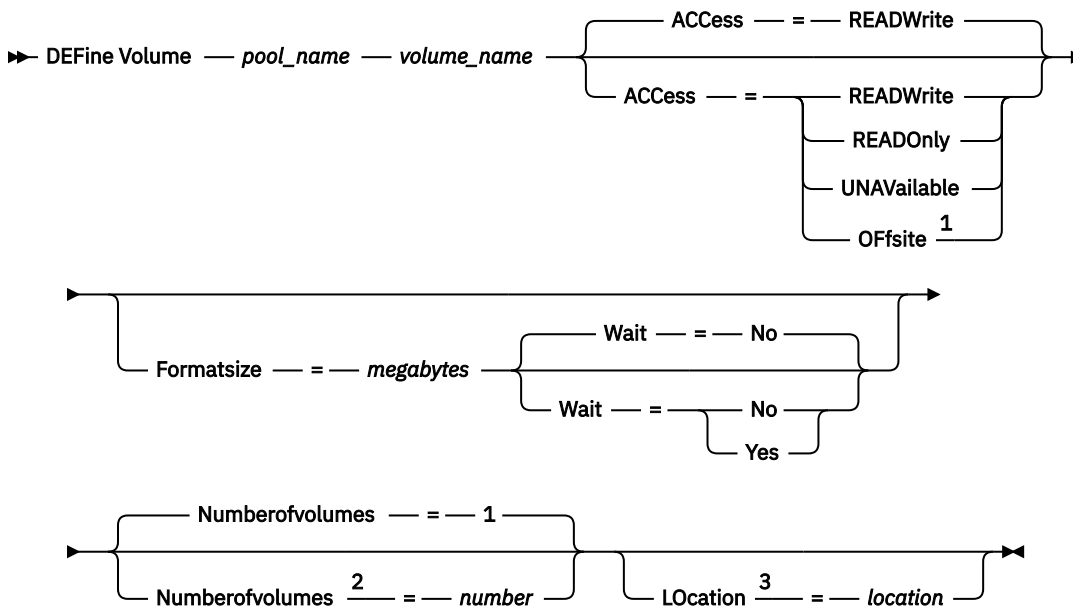 ACCess = READWrite
DEFine Volume pool_name volume_name
ACCess = READWrite
READOnly
UNAVailable
OFfsite 1
Formatsize = megabytes
Wait = No
Wait = No
Yes
Numberofvolumes = 1
Numberofvolumes 2 = number
LOcation 3 = location